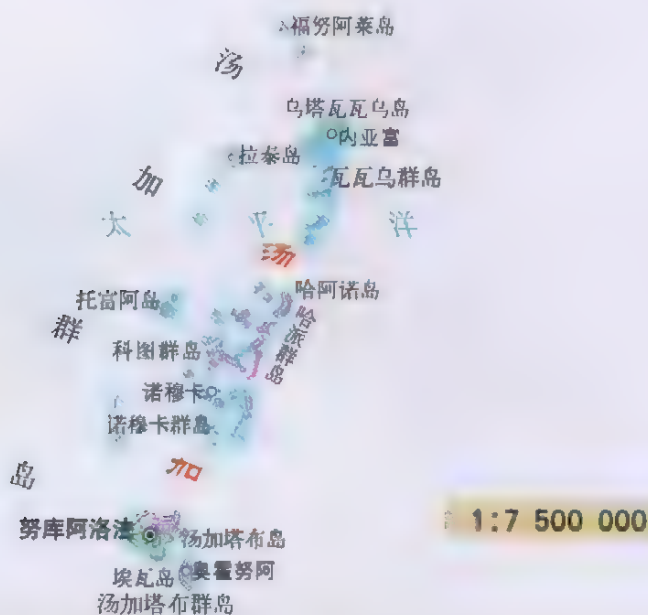 福努阿莱岛
汤
乌塔瓦瓦乌岛
内亚富
拉泰岛
瓦瓦乌群岛
加
太 平 洋
汤
哈阿诺岛
托富阿岛
哈派群岛
群
科图群岛
诺穆卡
诺穆卡群岛
加
岛
努库阿洛法
汤加塔布岛
1:7 500 000
埃瓦岛
奥霍努阿
汤加塔布群岛